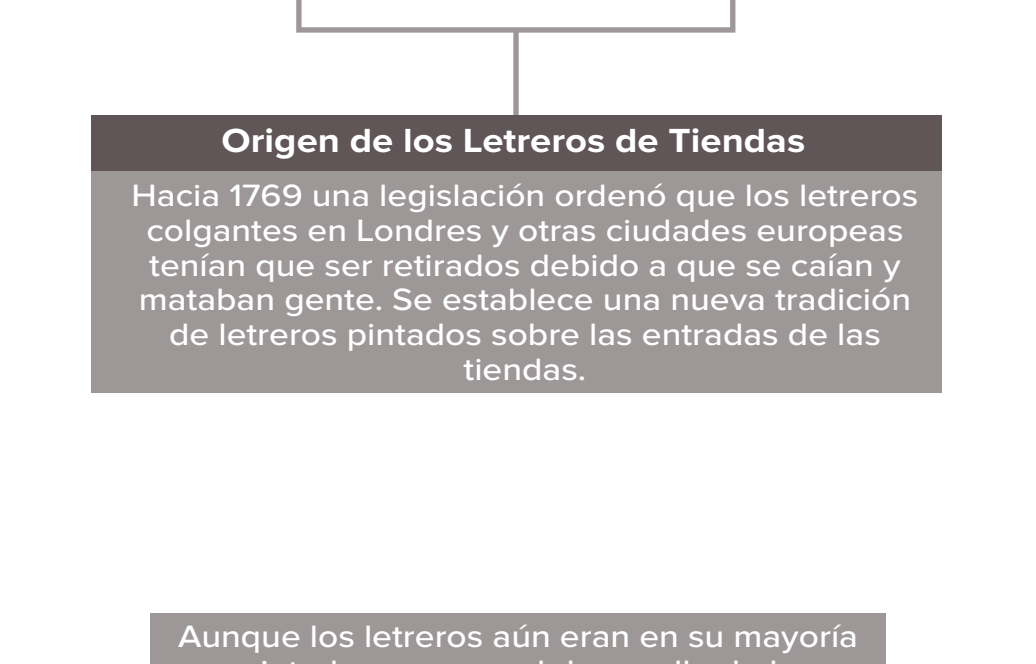 Origen de los Letreros de Tiendas
Hacia 1769 una legislación ordenó que los letreros
colgantes en Londres y otras ciudades europeas
tenían que ser retirados debido a que se caían y
mataban gente. Se establece una nueva tradición
de letreros pintados sobre las entradas de las
tiendas.
Aunque los letreros aún eran en su mayoría